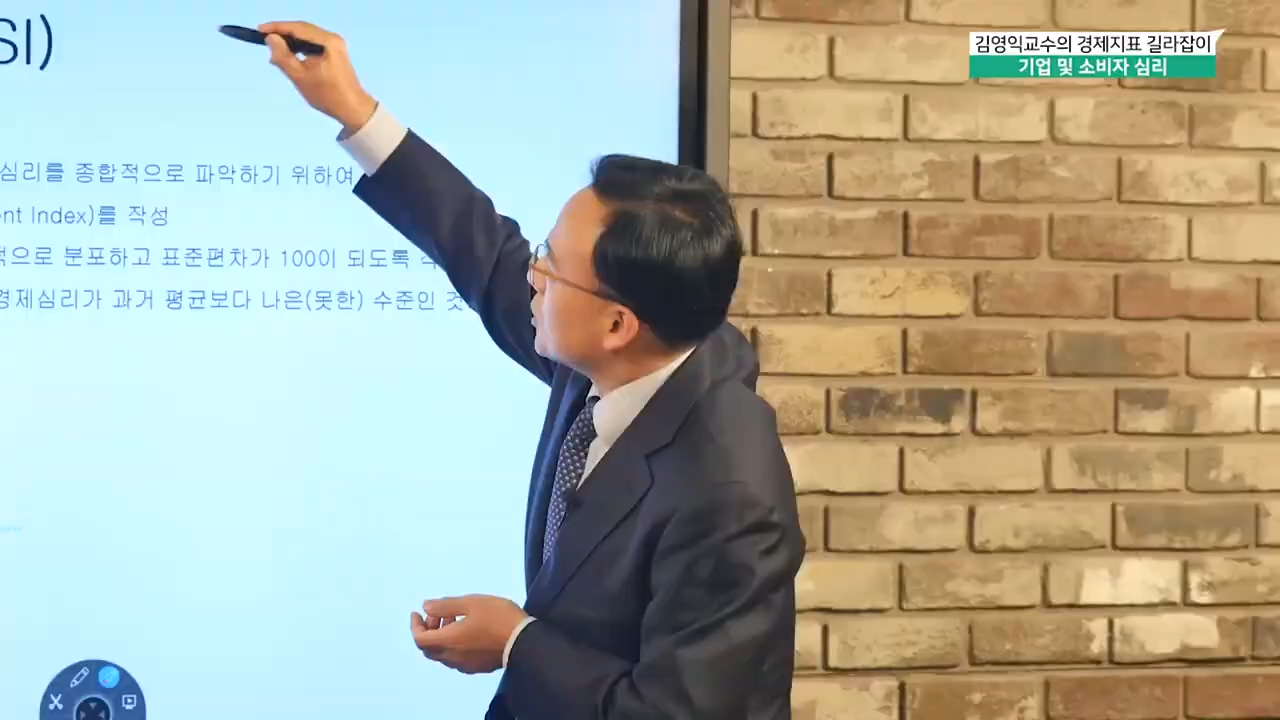 SI)
김영익교수의 경제지표 길라잡이
기업 및 소비자 심리
심리를 종합적으로 파악하기 위하여
ent Index)를 작성
적으로 분포하고 표준편차가 100이 되도록
경제심리가 과거 평균보다 나은(못한) 수준인 것